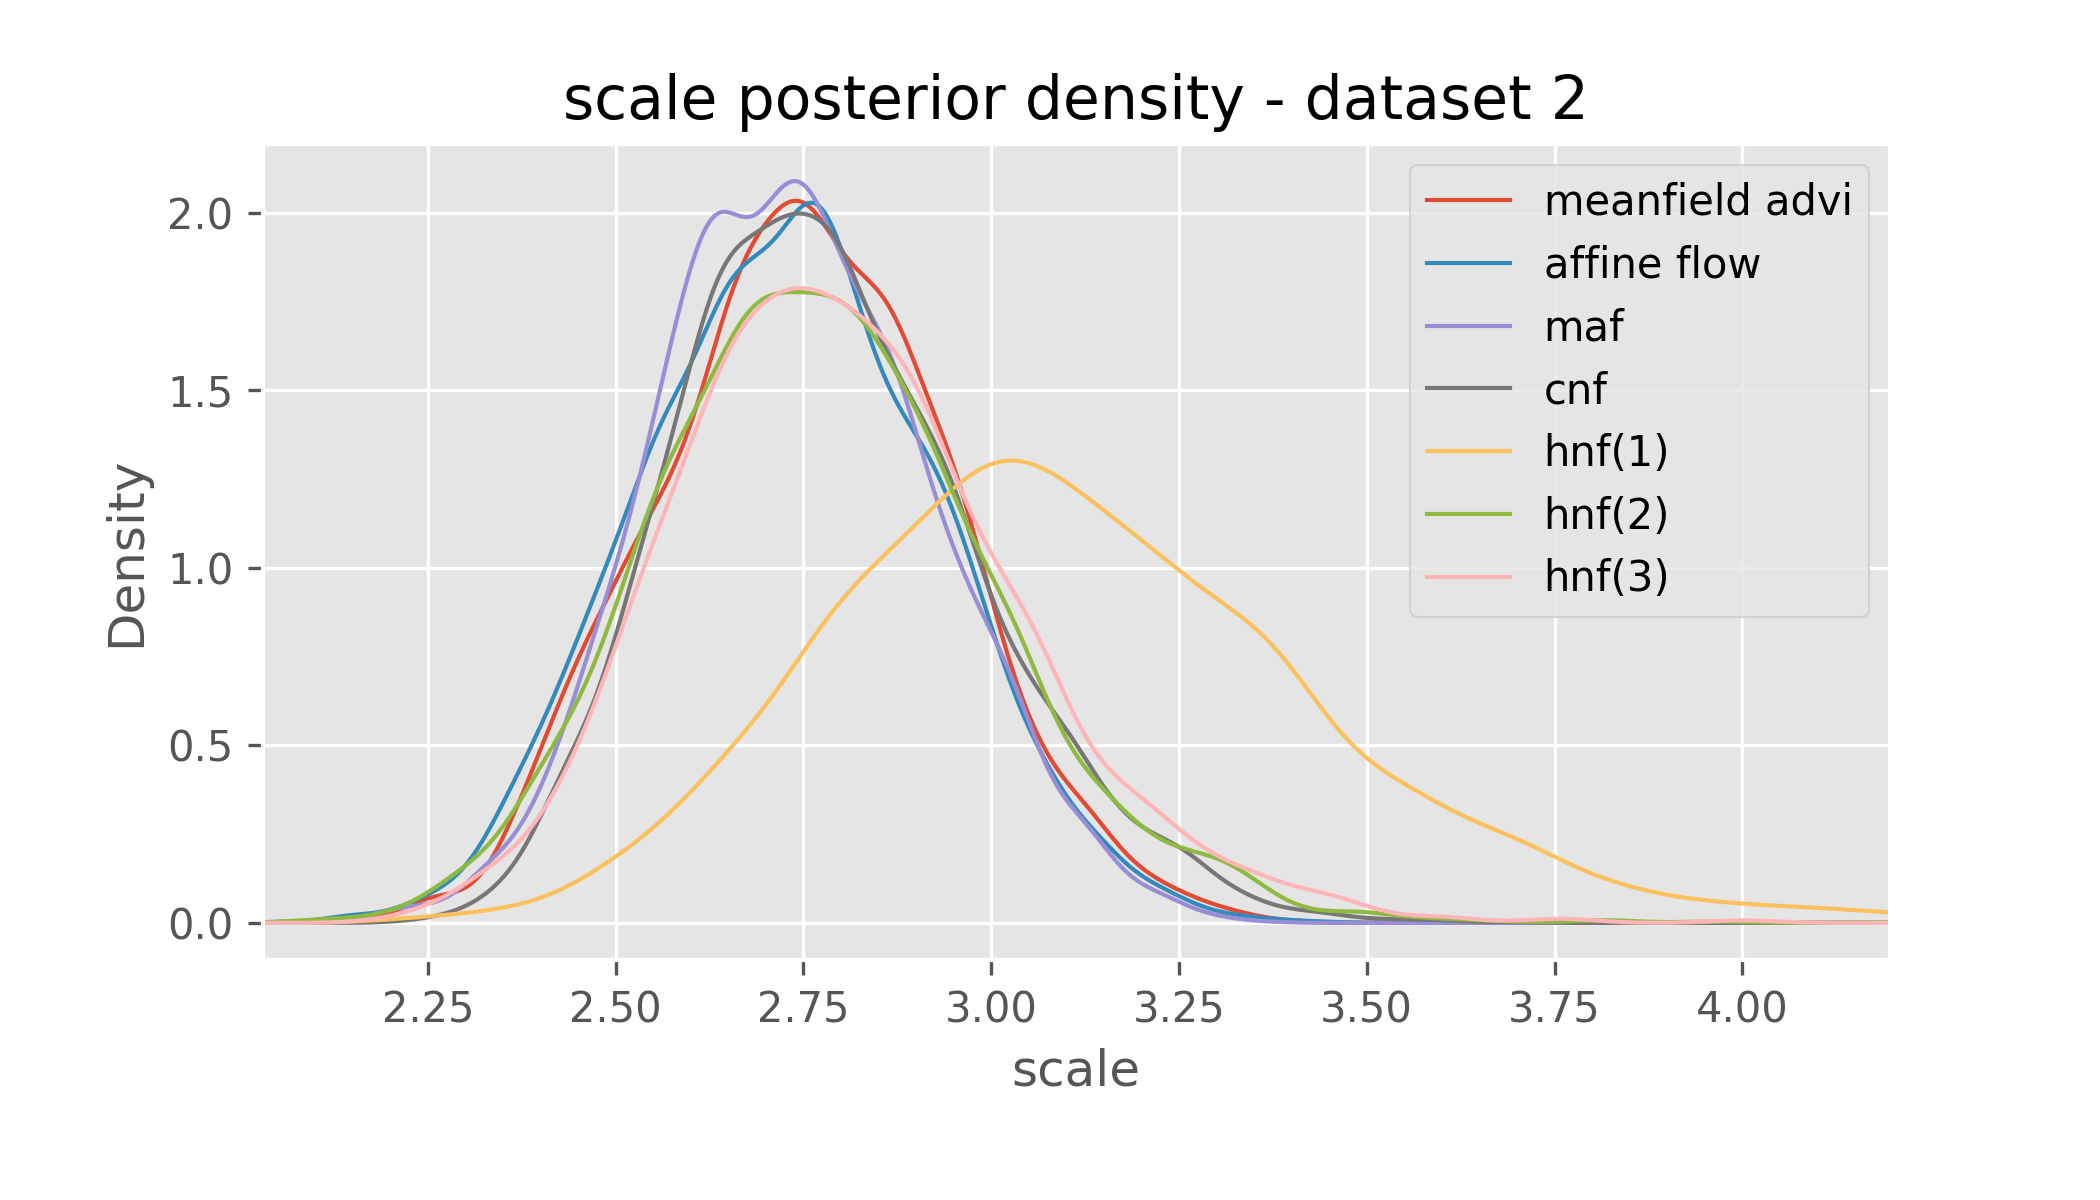 scale posterior density - dataset 2
2.0
1.5
1.0
0.5
0.0
Density
2.25 2.50 2.75 3.00 3.25 3.50 3.75 4.00
scale
meanfield advi
affine flow
maf
cnf
hnf(1)
hnf(2)
hnf(3)